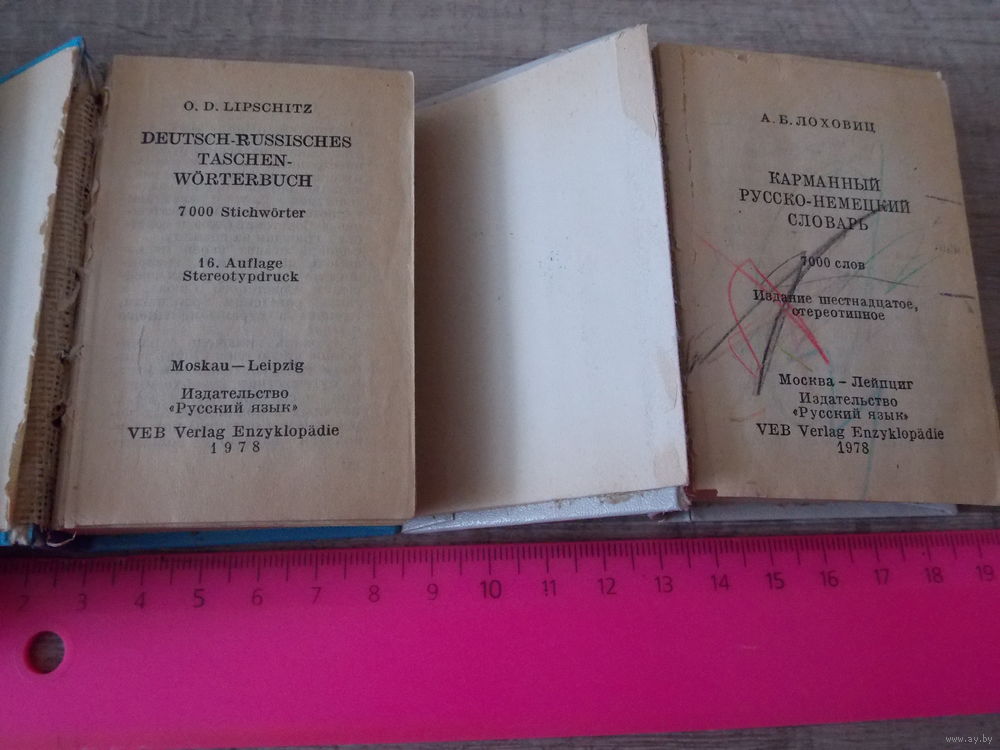 O. D. LIPSCHITZ
DEUTSCH-RUSSISCHES
TASCHEN-
WÖRTERBUCH
7000 Stichwörter
16. Auflage
Stereotypdruck
Moskau—Leipzig
Издательство
«Русский язык»
VEB Verlag Enzyklopädie
1978
А. Б. ЛОХОВИЦ
КАРМАННЫЙ
РУССКО-НЕМЕЦКИЙ
СЛОВАРЬ
7000 слов
Издание шестнадцатое,
стереотипное
Москва — Лейпциг
Издательство
«Русский язык»
VEB Verlag Enzyklopädie
1978
2 3 4 5 6 7 8 9 10 11 12 13 14 15 16 17 18 19
www.ay.by